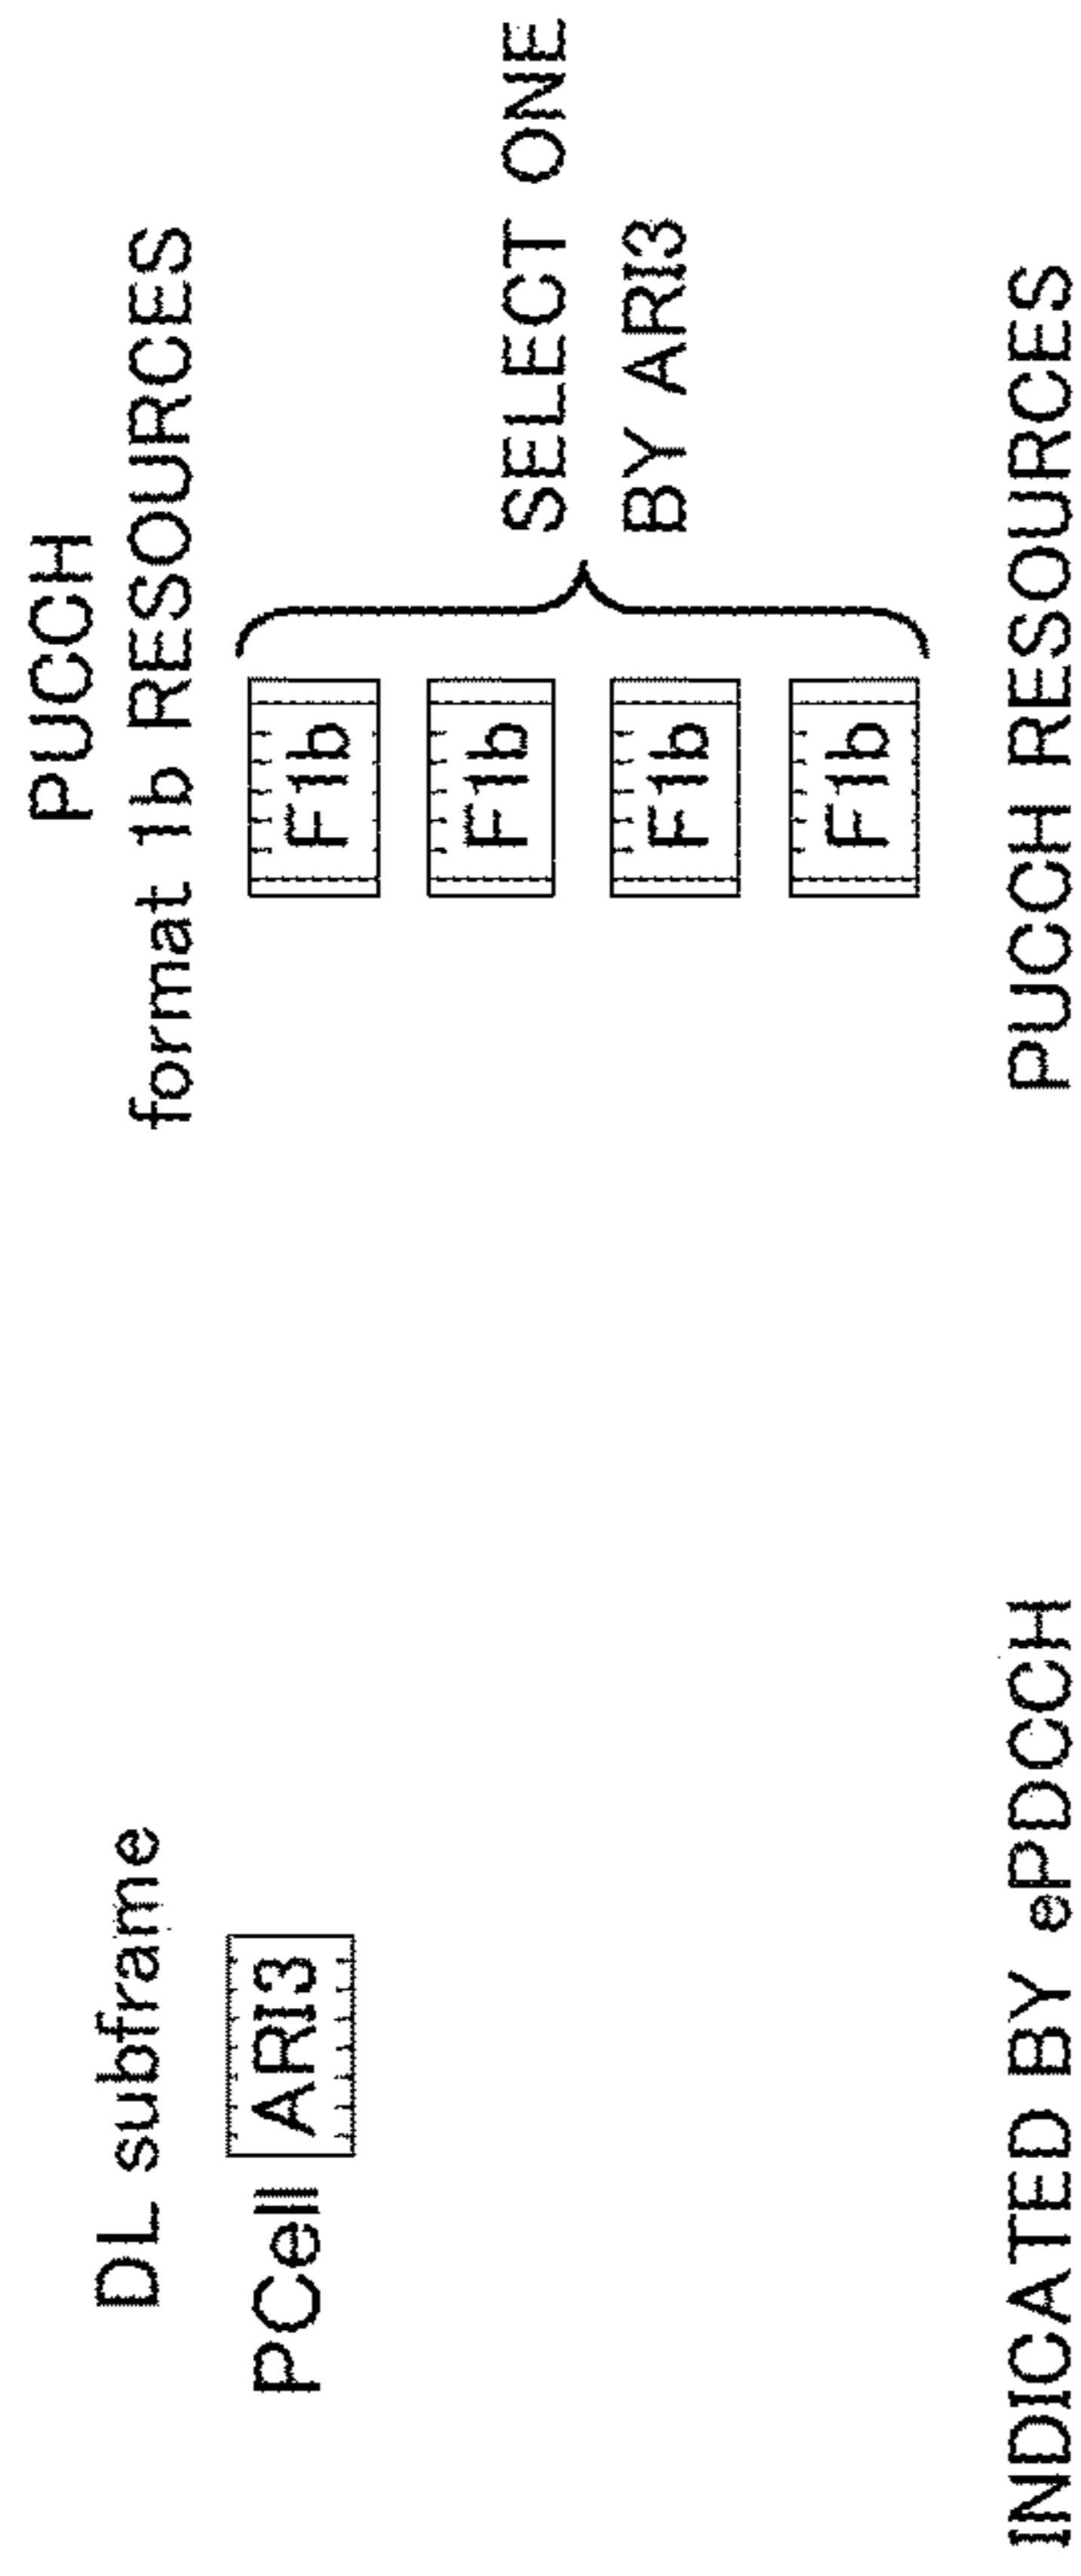 DL subframe
PCell ARI3
INDICATED BY ePDCCH
PUCCH
format 1b RESOURCES
F1b
F1b
F1b
F1b
SELECT ONE
BY ARI3
PUCCH RESOURCES